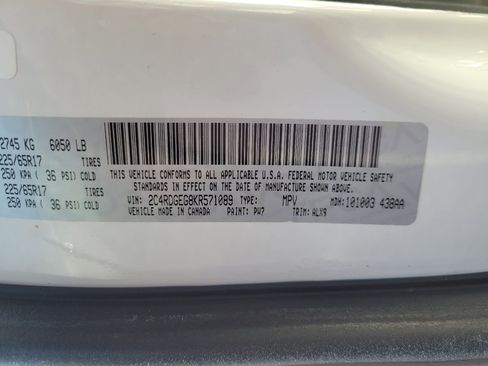 2745 KG 6050 LB
225/65R17 TIRES
250 KPA ( 36 PSI) COLD
225/65R17 TIRES
250 KPA ( 36 PSI) COLD
THIS VEHICLE CONFORMS TO ALL APPLICABLE U.S.A. FEDERAL MOTOR VEHICLE SAFETY
STANDARDS IN EFFECT ON THE DATE OF MANUFACTURE SHOWN ABOVE.
VIN: 2C4RDGEG8KR571089 TYPE: MPV MDH: 101003 438AA
VEHICLE MADE IN CANADA PAINT: PW7 TRIM: ALX9